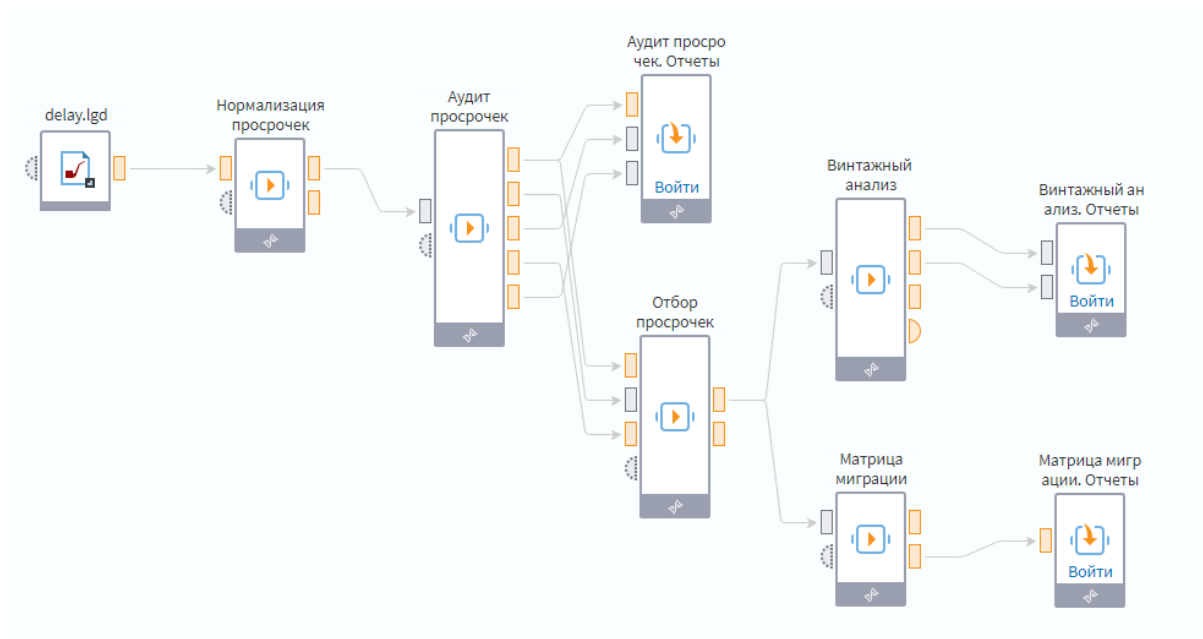 delay.lgd
Нормализация
просрочек
Аудит
просрочек
Аудит просро
чек. Отчеты
Войти
Отбор
просрочек
Винтажный
анализ
Винтажный ан
ализ. Отчеты
Войти
Матрица
миграции
Матрица мигр
ации. Отчеты
Войти